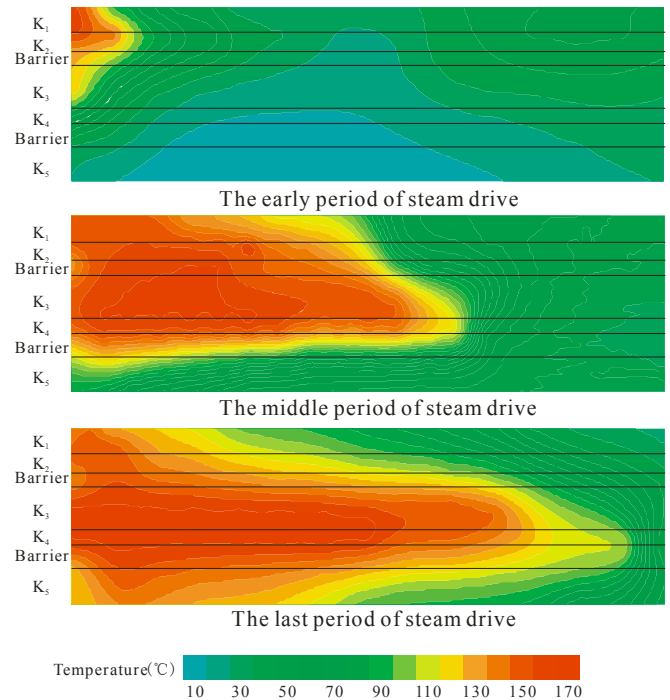 K₁
K₂
Barrier
K₃
K₄
Barrier
K₅
The early period of steam drive
K₁
K₂
Barrier
K₃
K₄
Barrier
K₅
The middle period of steam drive
K₁
K₂
Barrier
K₃
K₄
Barrier
K₅
The last period of steam drive
Temperature(℃)
10 30 50 70 90 110 130 150 170